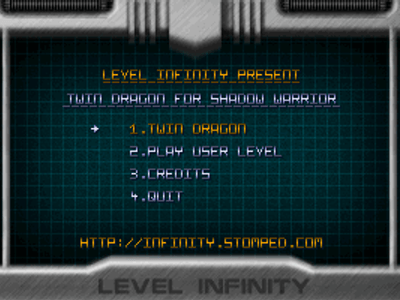 LEVEL INFINITY PRESENT
TWIN DRAGON FOR SHADOW WARRIOR
1.TWIN DRAGON
2.PLAY USER LEVEL
3.CREDITS
4.QUIT
HTTP://INFINITY.STOMPED.COM
LEVEL INFINITY